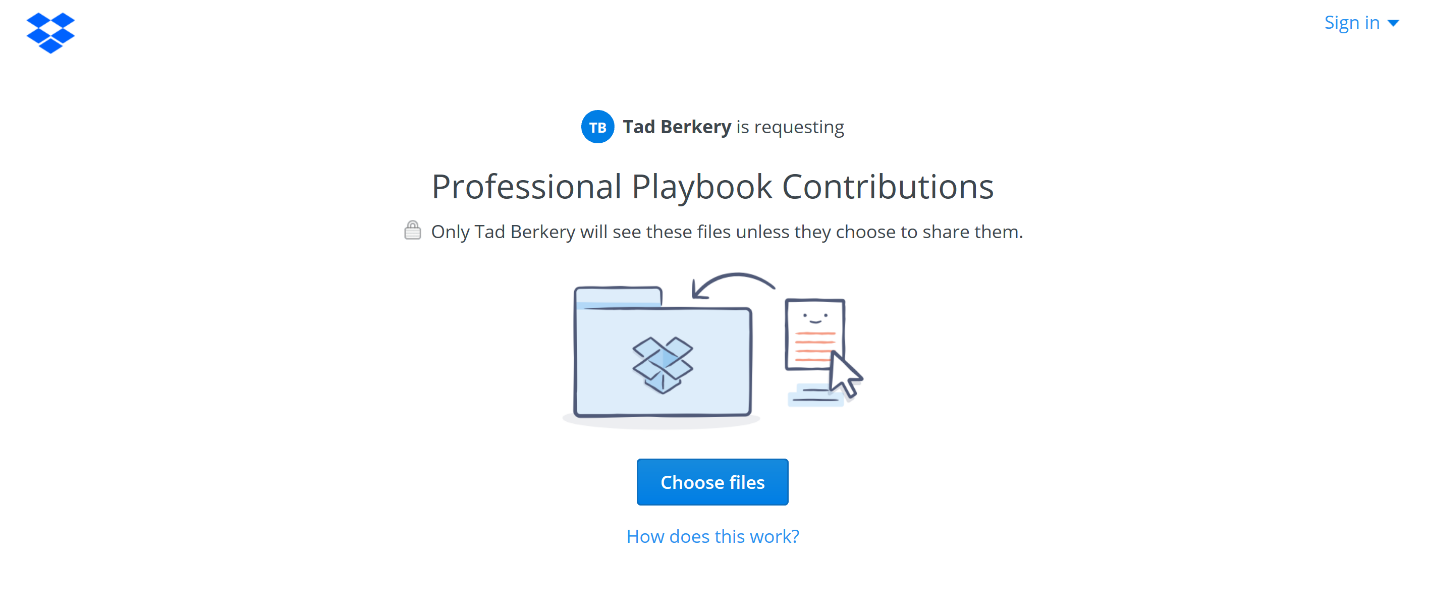 Sign in
TB Tad Berkery is requesting
Professional Playbook Contributions
Only Tad Berkery will see these files unless they choose to share them.
Choose files
How does this work?